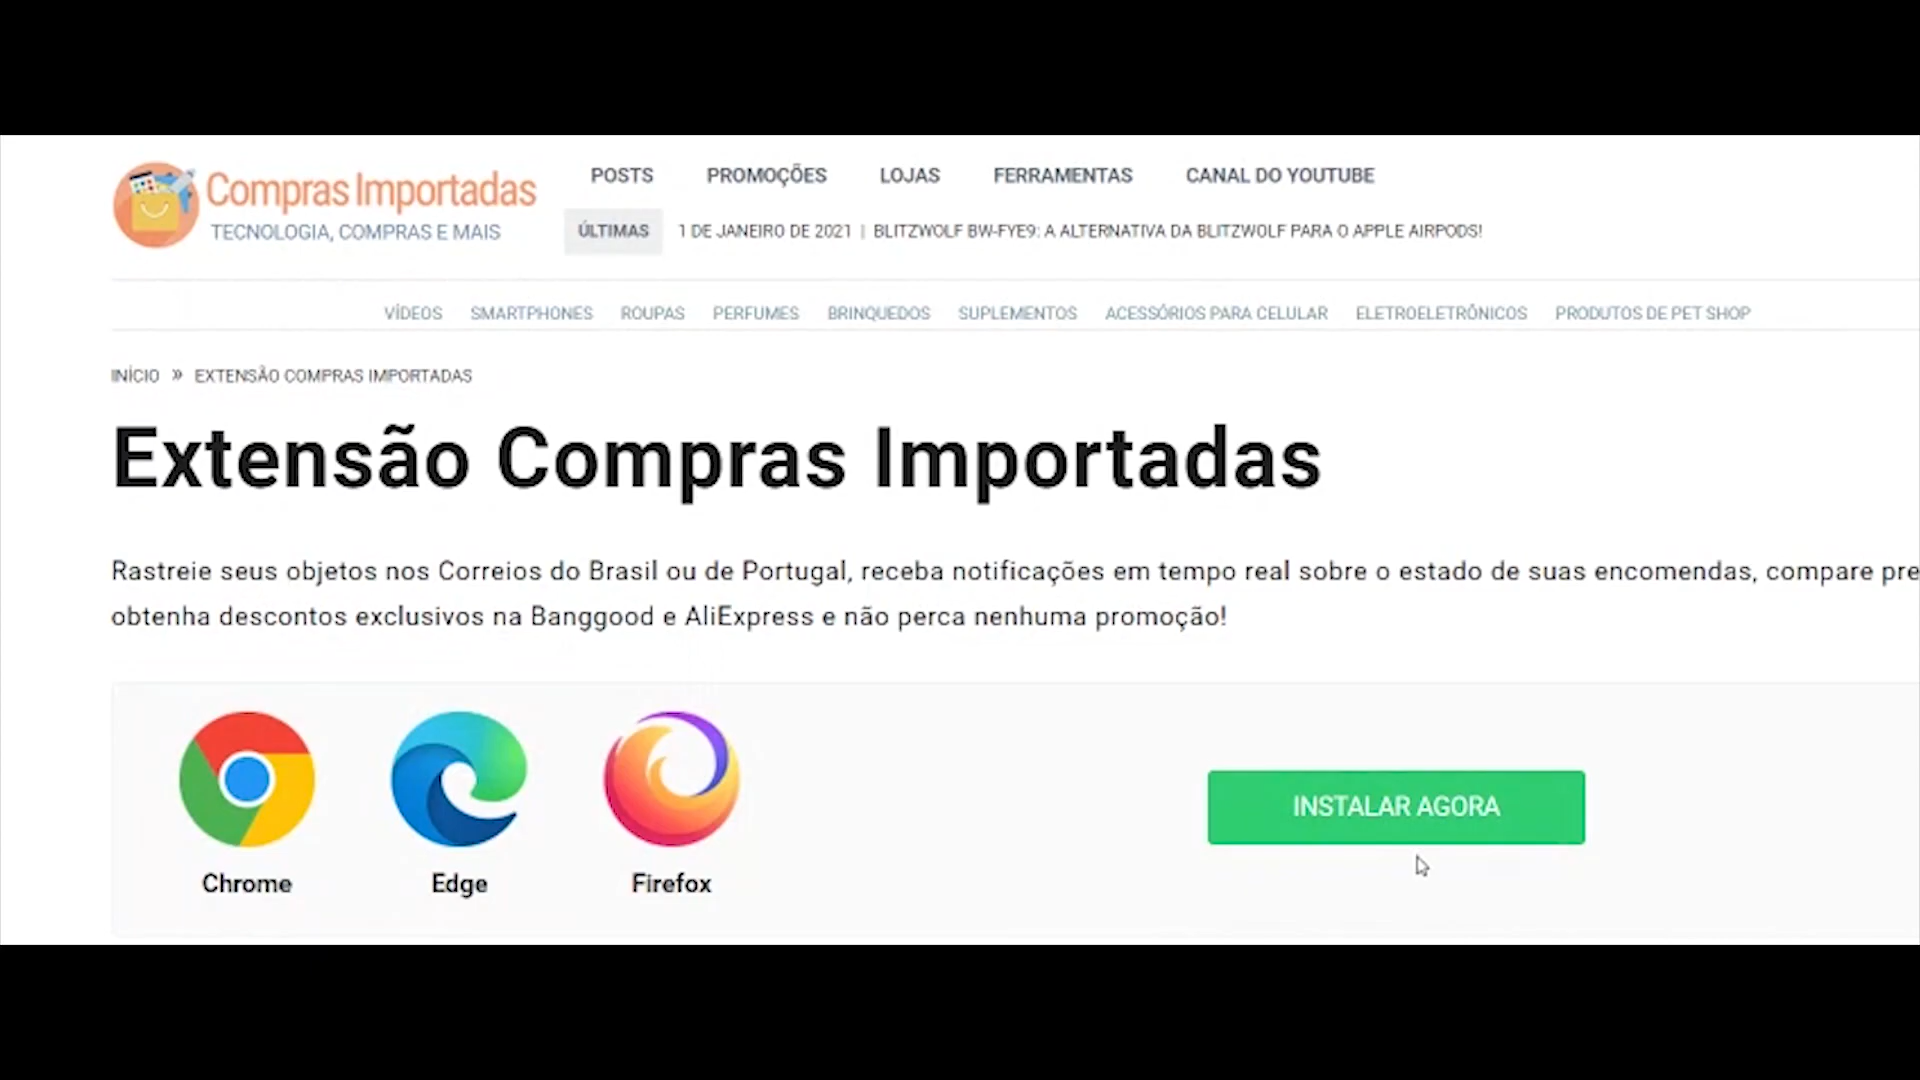 Compras Importadas
TECNOLOGIA, COMPRAS E MAIS
POSTS PROMOÇÕES LOJAS FERRAMENTAS CANAL DO YOUTUBE
ÚLTIMAS 1 DE JANEIRO DE 2021 | BLITZWOLF BW-FYE9: A ALTERNATIVA DA BLITZWOLF PARA O APPLE AIRPODS!
VÍDEOS SMARTPHONES ROUPAS PERFUMES BRINQUEDOS SUPLEMENTOS ACESSÓRIOS PARA CELULAR ELETROELETRÔNICOS PRODUTOS DE PET SHOP
INÍCIO » EXTENSÃO COMPRAS IMPORTADAS
Extensão Compras Importadas
Rastreie seus objetos nos Correios do Brasil ou de Portugal, receba notificações em tempo real sobre o estado de suas encomendas, compare pre
obtenha descontos exclusivos na Banggood e AliExpress e não perca nenhuma promoção!
Chrome Edge Firefox
INSTALAR AGORA